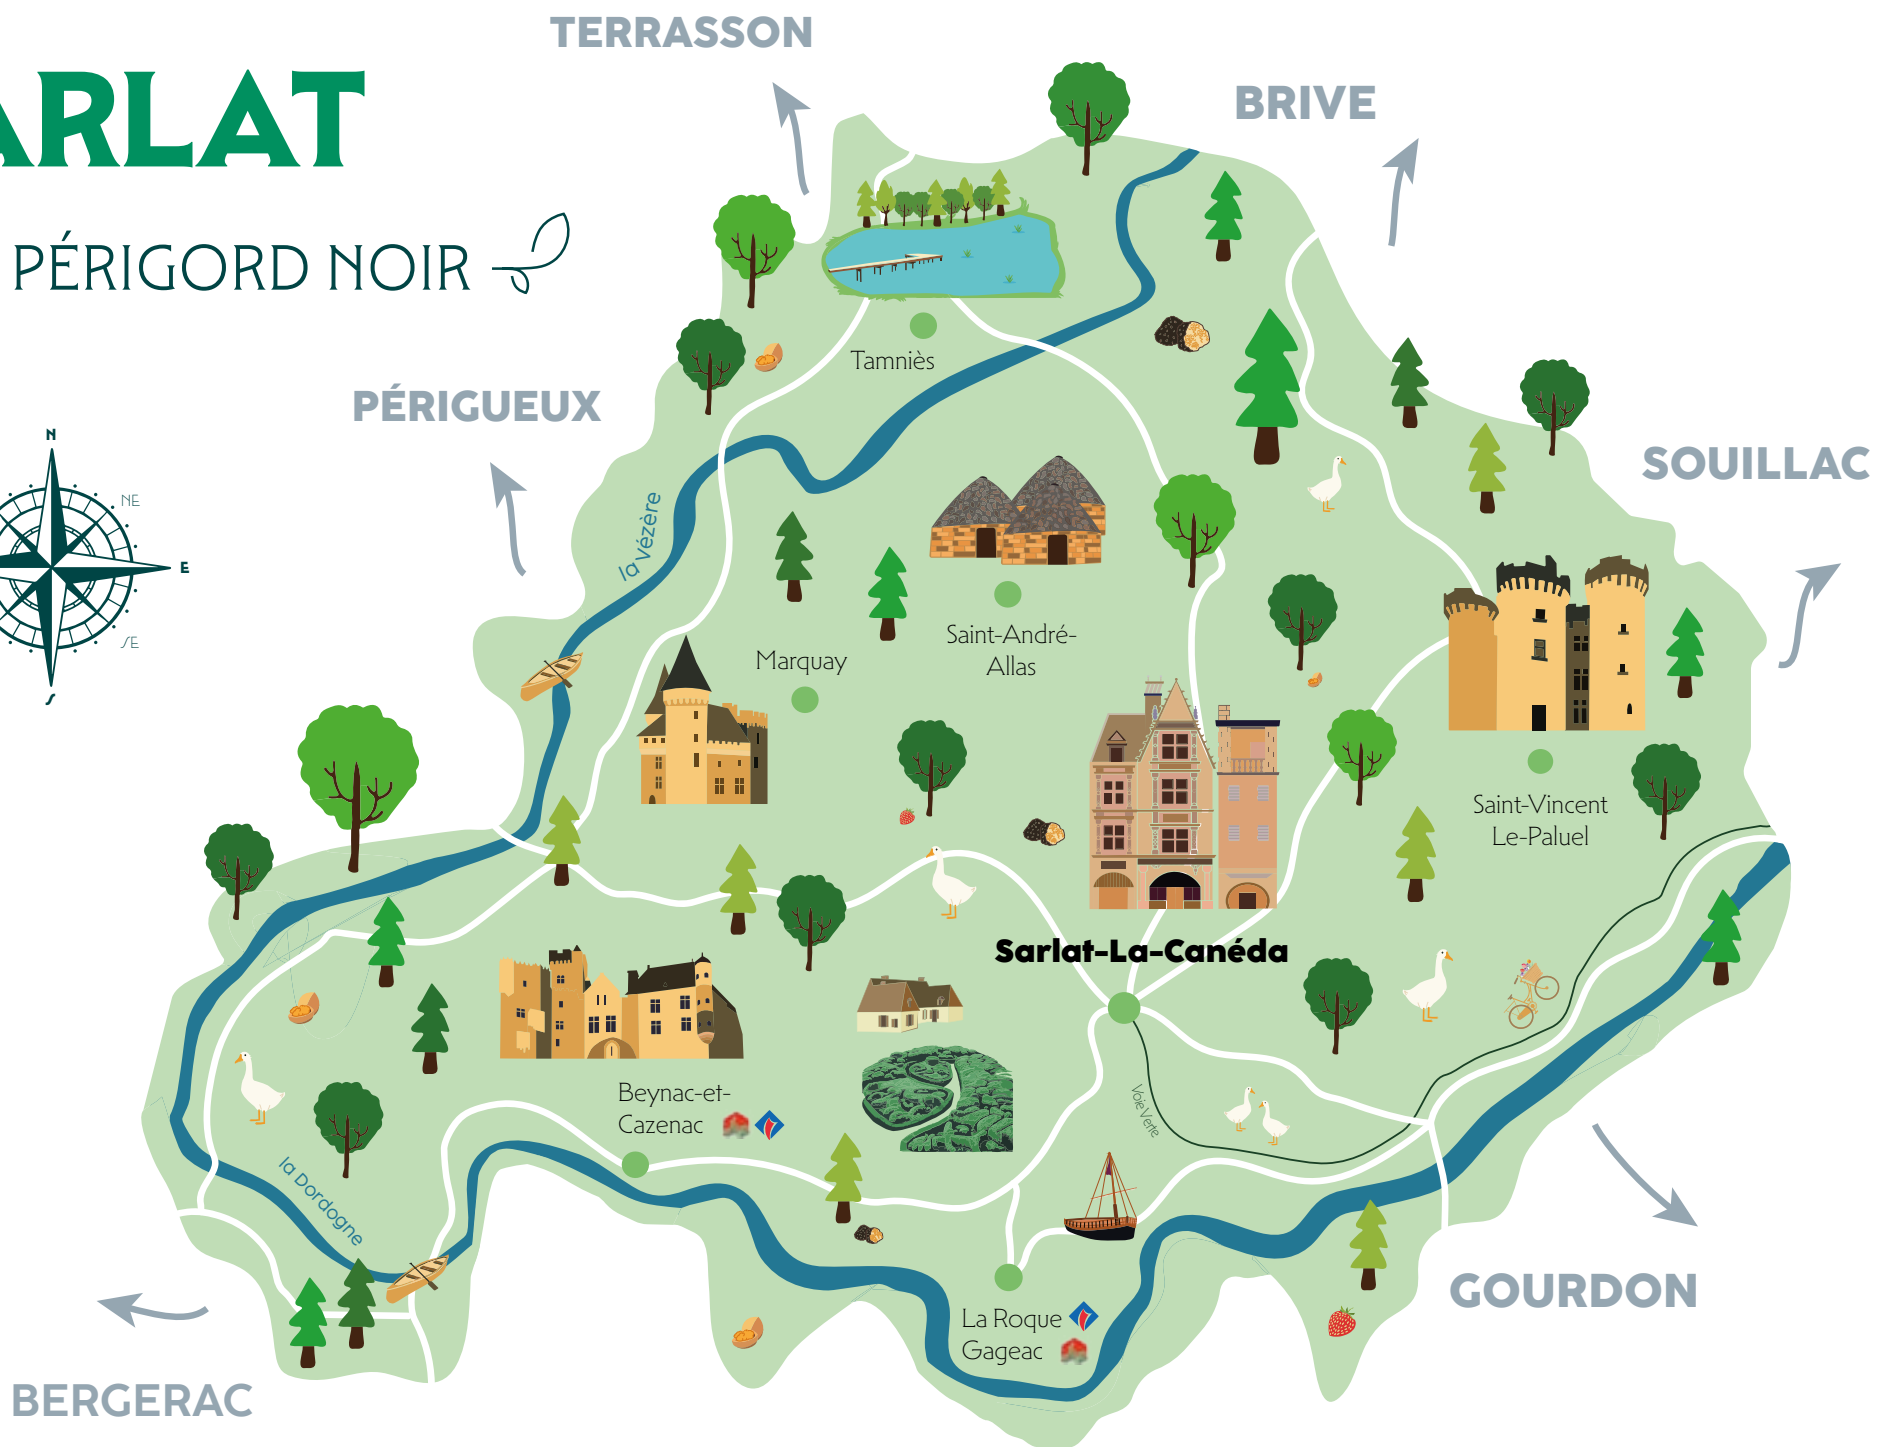 TERRASSON
ARLAT
BRIVE
PÉRIGORD NOIR
Tamniès
PÉRIGUEUX
N
SOUILLAC
NE
la Vézère
E
Saint-André-
Allas
SE
Marquay
S
Saint-Vincent
Le-Paluel
Sarlat-La-Canéda
Beynac-et-
Cazenac
Voie Verte
la Dordogne
La Roque
Gageac
GOURDON
BERGERAC